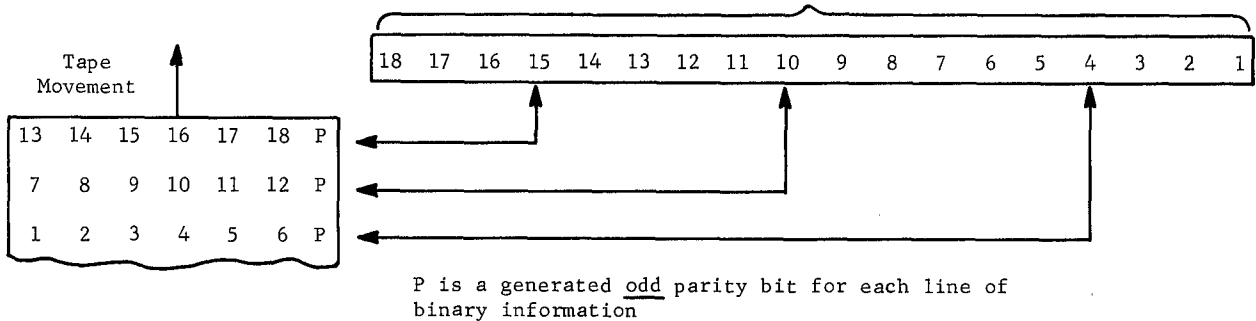 18 17 16 15 14 13 12 11 10 9 8 7 6 5 4 3 2 1
Tape
Movement
13 14 15 16 17 18 P
7 8 9 10 11 12 P
1 2 3 4 5 6 P
P is a generated odd parity bit for each line of
binary information